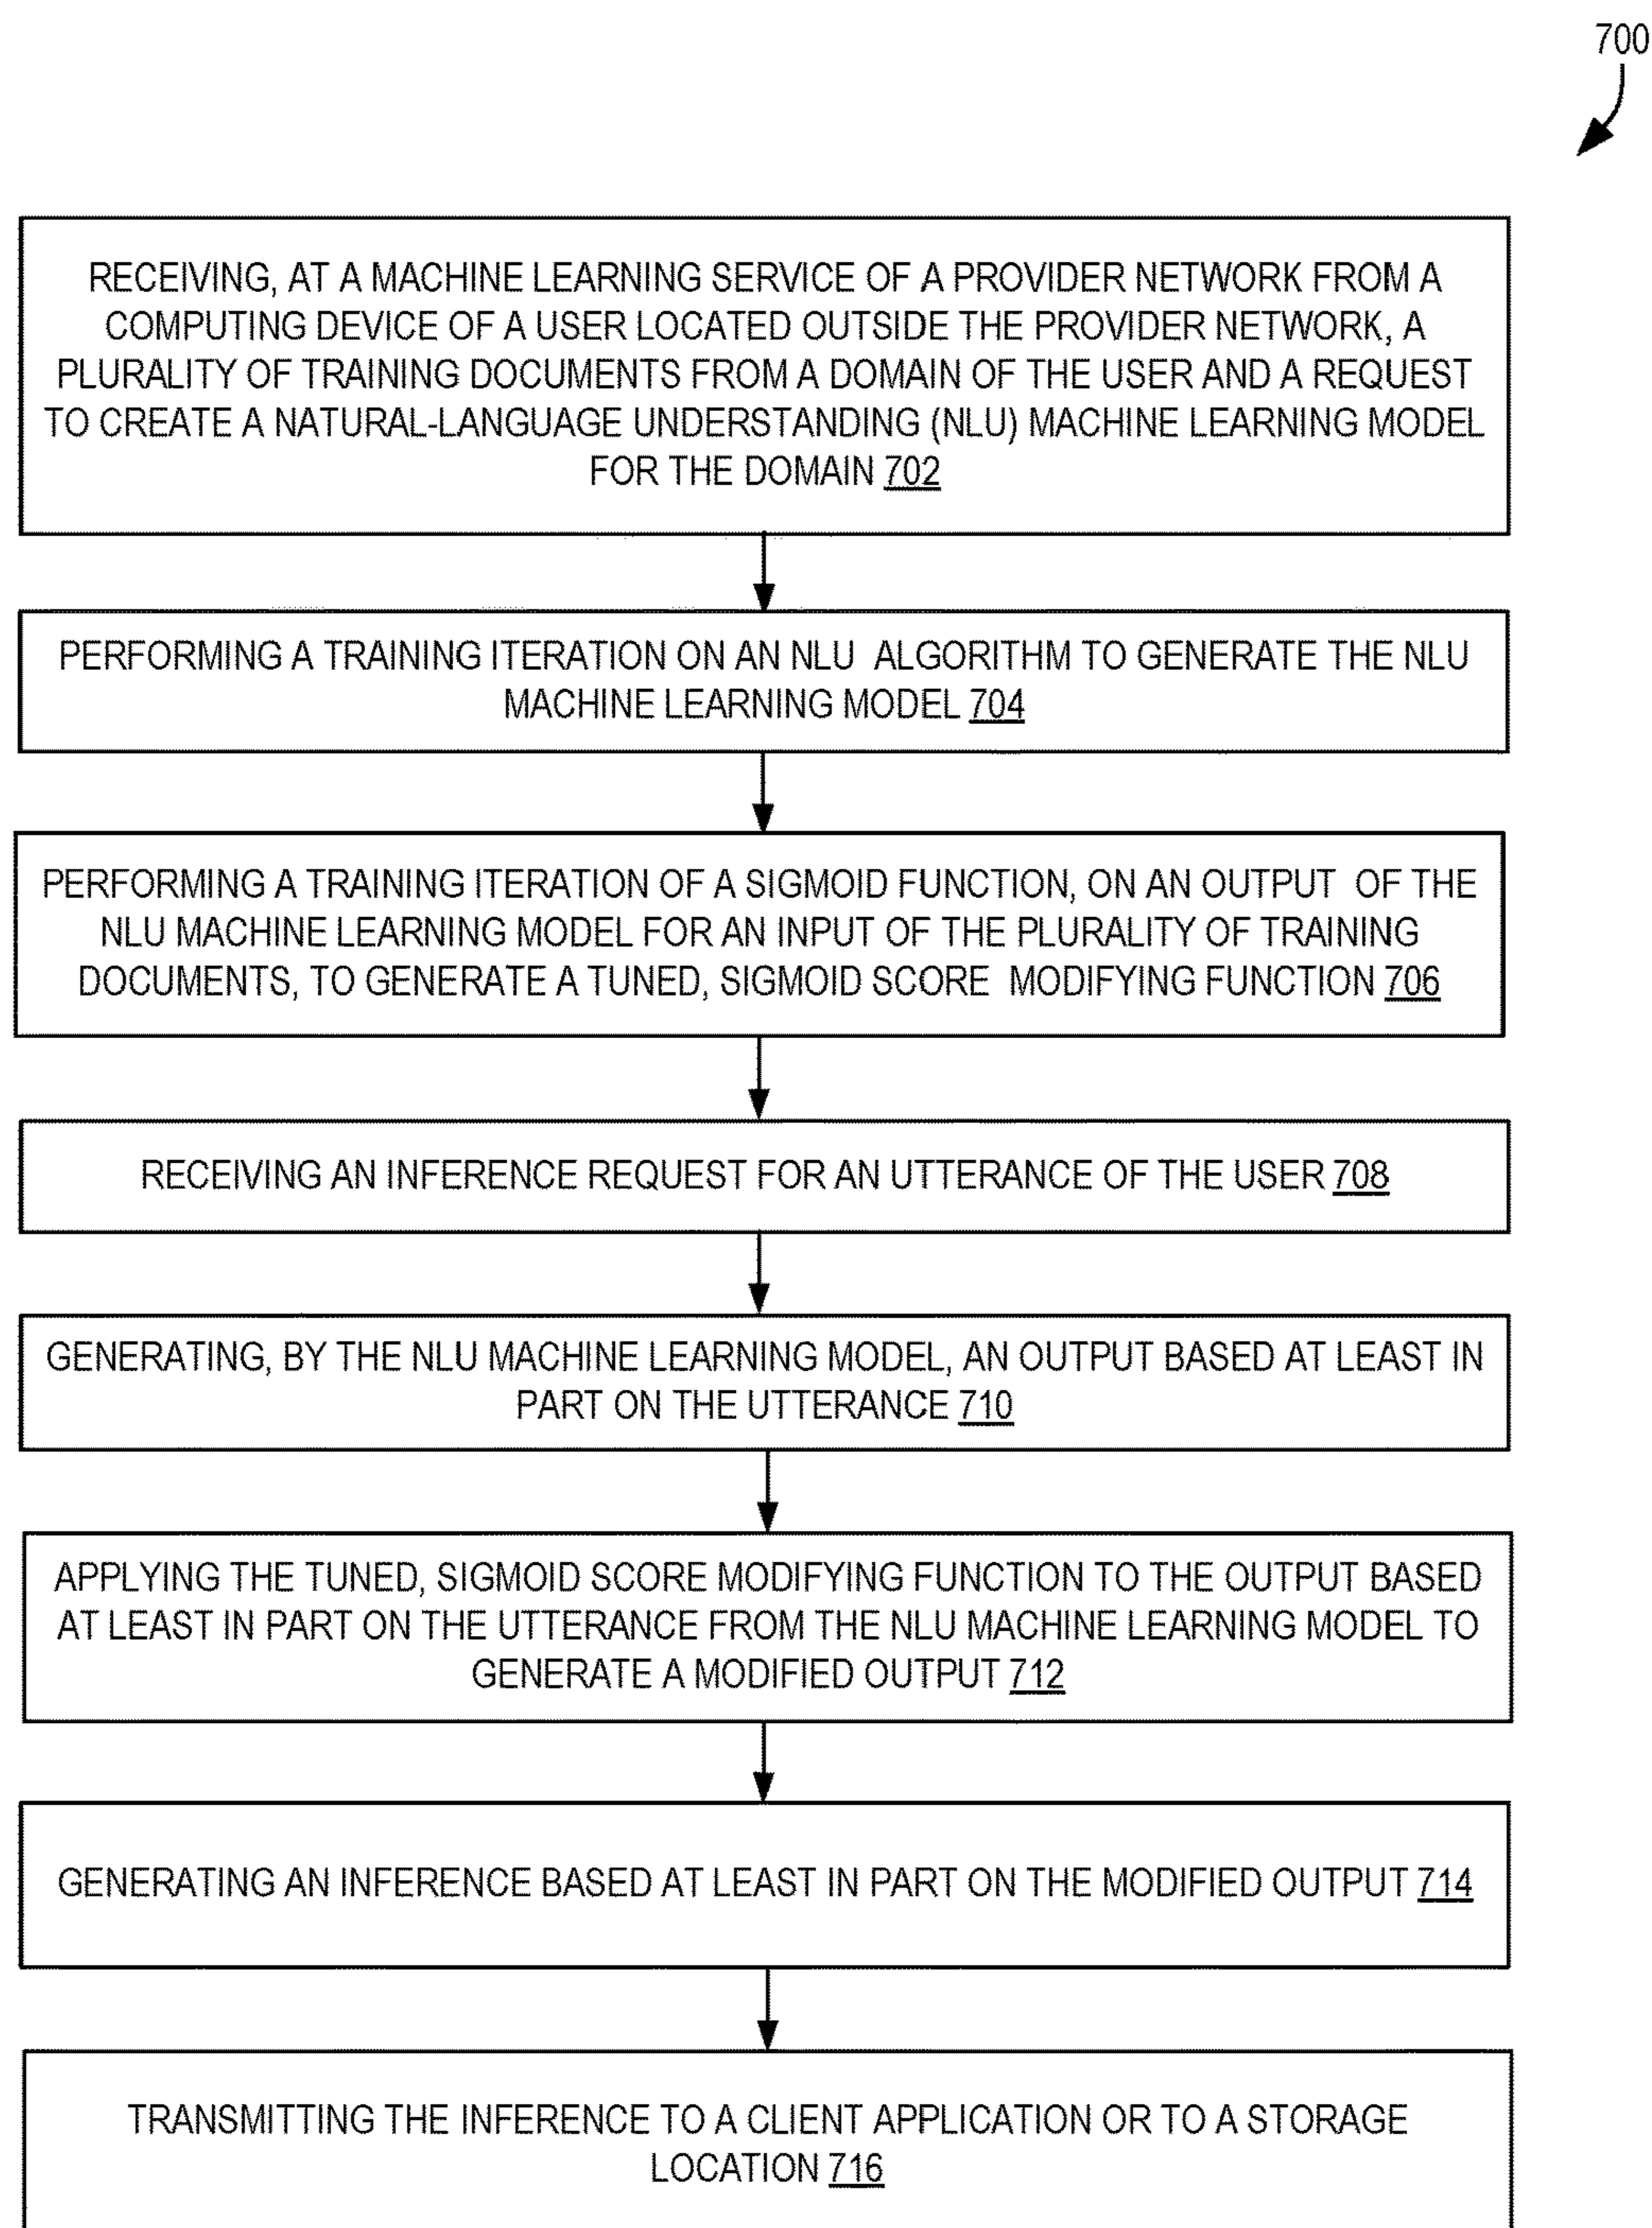 700
RECEIVING, AT A MACHINE LEARNING SERVICE OF A PROVIDER NETWORK FROM A
COMPUTING DEVICE OF A USER LOCATED OUTSIDE THE PROVIDER NETWORK, A
PLURALITY OF TRAINING DOCUMENTS FROM A DOMAIN OF THE USER AND A REQUEST
TO CREATE A NATURAL-LANGUAGE UNDERSTANDING (NLU) MACHINE LEARNING MODEL
FOR THE DOMAIN 702
PERFORMING A TRAINING ITERATION ON AN NLU ALGORITHM TO GENERATE THE NLU
MACHINE LEARNING MODEL 704
PERFORMING A TRAINING ITERATION OF A SIGMOID FUNCTION, ON AN OUTPUT OF THE
NLU MACHINE LEARNING MODEL FOR AN INPUT OF THE PLURALITY OF TRAINING
DOCUMENTS, TO GENERATE A TUNED, SIGMOID SCORE MODIFYING FUNCTION 706
RECEIVING AN INFERENCE REQUEST FOR AN UTTERANCE OF THE USER 708
GENERATING, BY THE NLU MACHINE LEARNING MODEL, AN OUTPUT BASED AT LEAST IN
PART ON THE UTTERANCE 710
APPLYING THE TUNED, SIGMOID SCORE MODIFYING FUNCTION TO THE OUTPUT BASED
AT LEAST IN PART ON THE UTTERANCE FROM THE NLU MACHINE LEARNING MODEL TO
GENERATE A MODIFIED OUTPUT 712
GENERATING AN INFERENCE BASED AT LEAST IN PART ON THE MODIFIED OUTPUT 714
TRANSMITTING THE INFERENCE TO A CLIENT APPLICATION OR TO A STORAGE
LOCATION 716